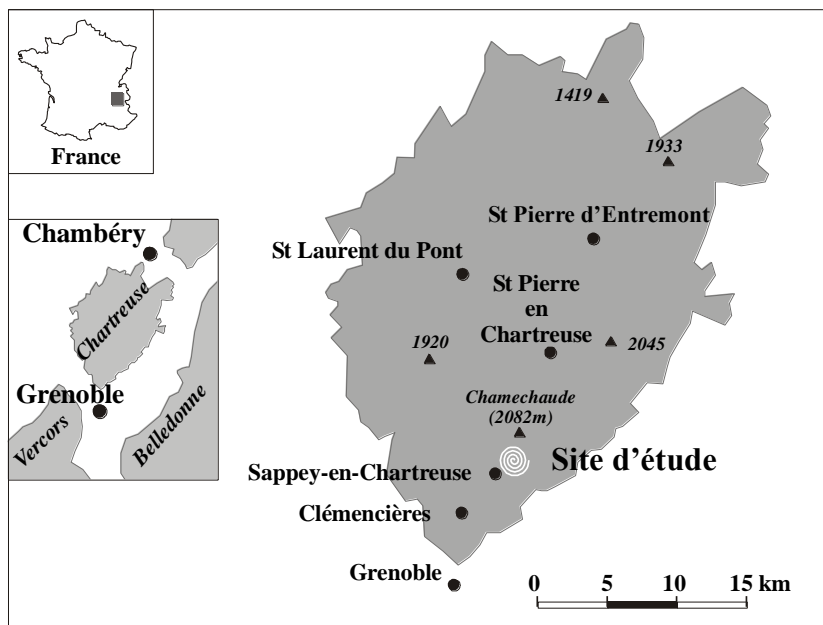 France
Chambéry
Chartreuse
Grenoble
Vercors
Belledonne
1419
1933
St Pierre d'Entremont
St Laurent du Pont
St Pierre
en
Chartreuse
1920
2045
Chamechaude
(2082m)
Site d'étude
Sappey-en-Chartreuse
Clémencières
Grenoble
0 5 10 15 km